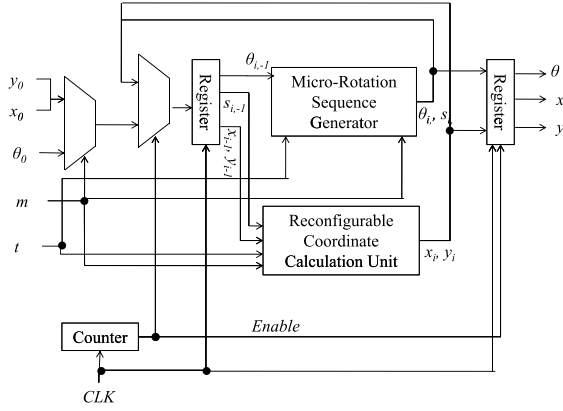 y0
x0
θ0
m
t
Register
θi,-1
si,-1
xi-1, yi-1
Micro-Rotation
Sequence
Generator
θi, si
Register
θ
x
y
Reconfigurable
Coordinate
Calculation Unit
xi, yi
Counter
Enable
CLK